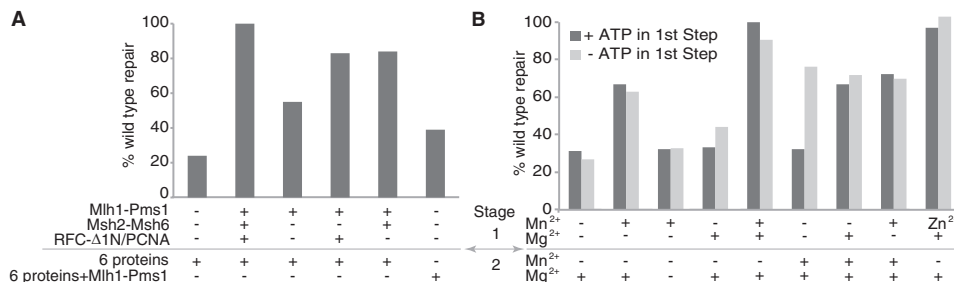 A
% wild type repair
100
80
60
40
20
0
Mlh1-Pms1 - + + + + -
Msh2-Msh6 - + - - + -
RFC-Δ1N/PCNA - + - + - -
6 proteins + + + + + -
6 proteins+Mlh1-Pms1 - - - - - +
Stage
1
2
B
% wild type repair
100
80
60
40
20
0
+ ATP in 1st Step
- ATP in 1st Step
Mn2+ - + + - + - - + Zn2
Mg2+ - - - + + - + - +
Mn2+ - - - - - + + + -
Mg2+ + + - - + + + + +